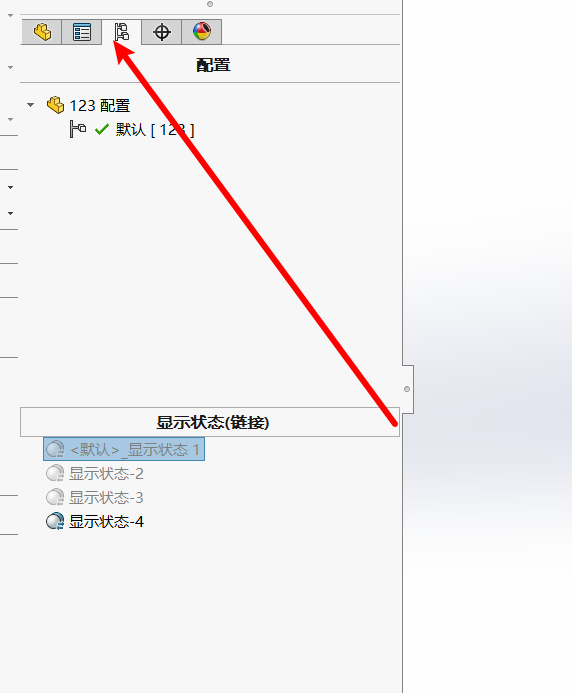 配置
123 配置
默认 [ 123 ]
显示状态(链接)
<默认>_显示状态 1
显示状态-2
显示状态-3
显示状态-4